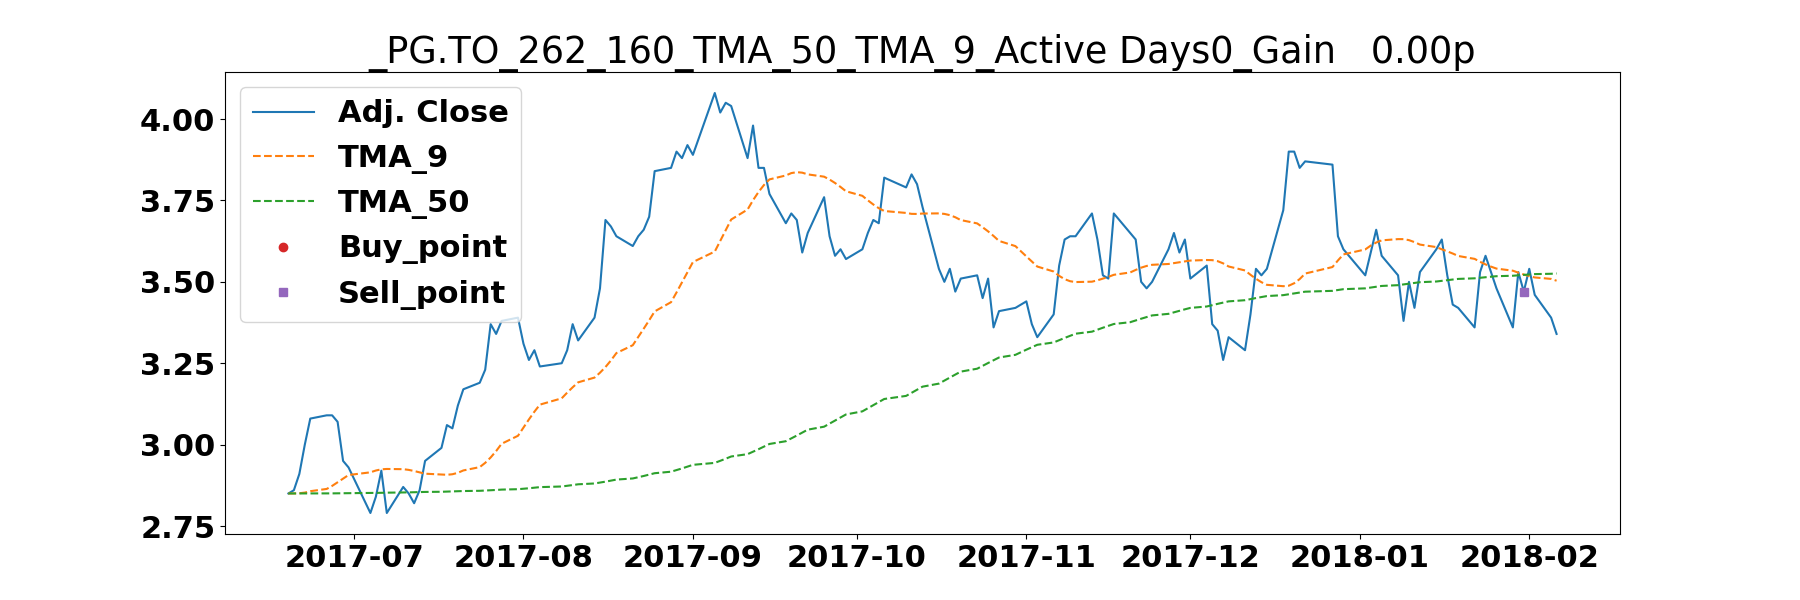 _PG.TO_262_160_TMA_50_TMA_9_Active Days0_Gain   0.00p
Adj. Close
TMA_9
TMA_50
Buy_point
Sell_point
4.00
3.75
3.50
3.25
3.00
2.75
2017-07 2017-08 2017-09 2017-10 2017-11 2017-12 2018-01 2018-02